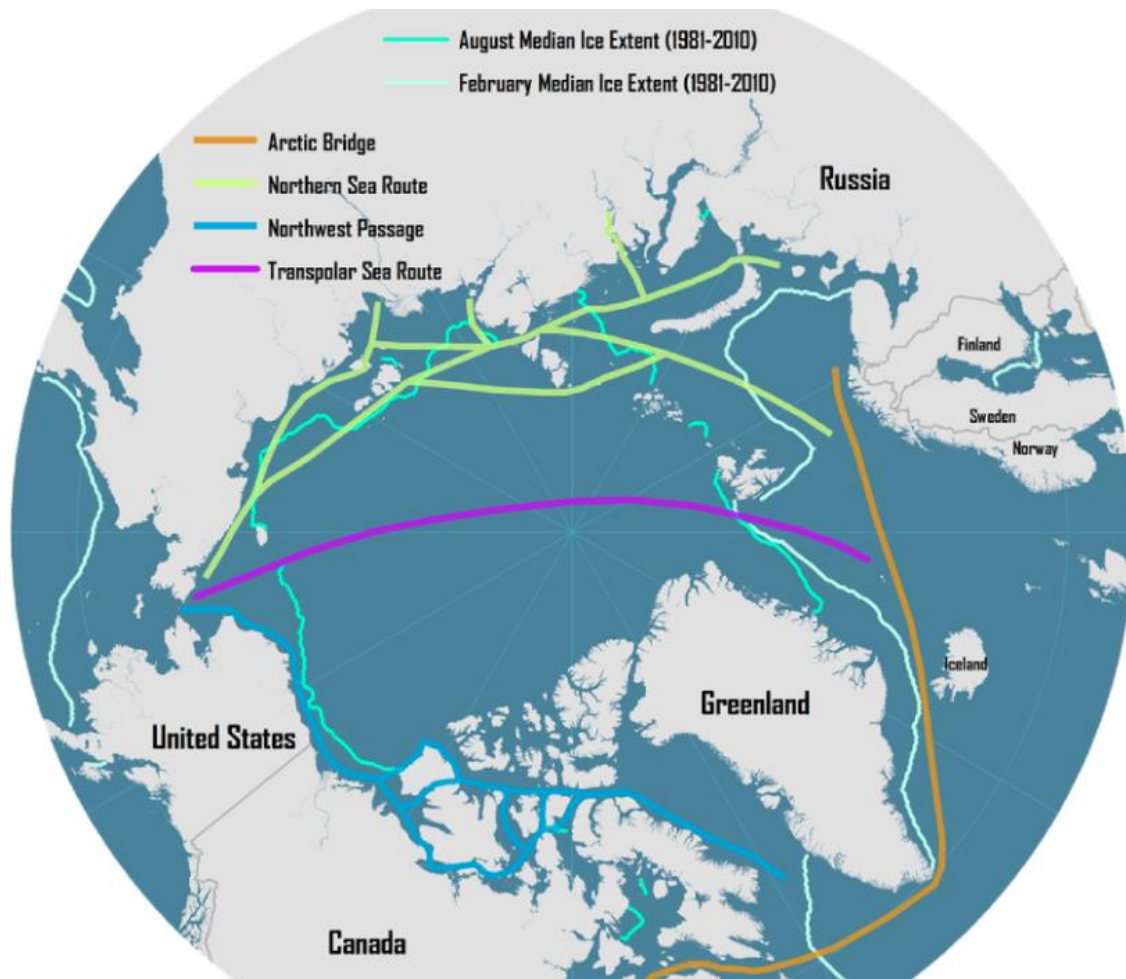 August Median Ice Extent (1981-2010)
February Median Ice Extent (1981-2010)
Arctic Bridge
Northern Sea Route
Northwest Passage
Transpolar Sea Route
Russia
Finland
Sweden
Norway
Iceland
Greenland
United States
Canada